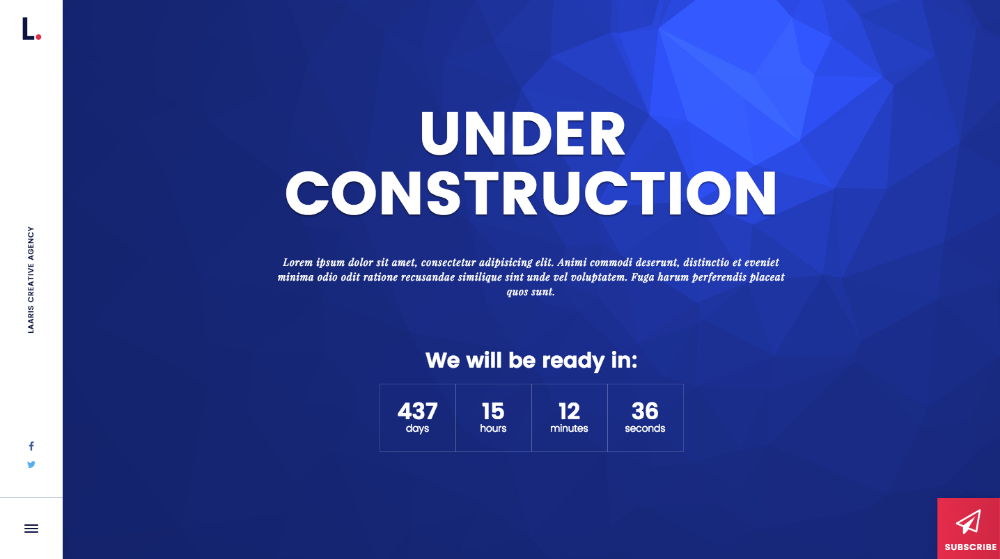 L.
LAARIS CREATIVE AGENCY
UNDER
CONSTRUCTION
Lorem ipsum dolor sit amet, consectetur adipisicing elit. Animi commodi deserunt, distinctio et eveniet
minima odio odit ratione recusandae similique sint unde vel voluptatem. Fuga harum perferendis placeat
quos sunt.
We will be ready in:
437 15 12 36
days hours minutes seconds
SUBSCRIBE